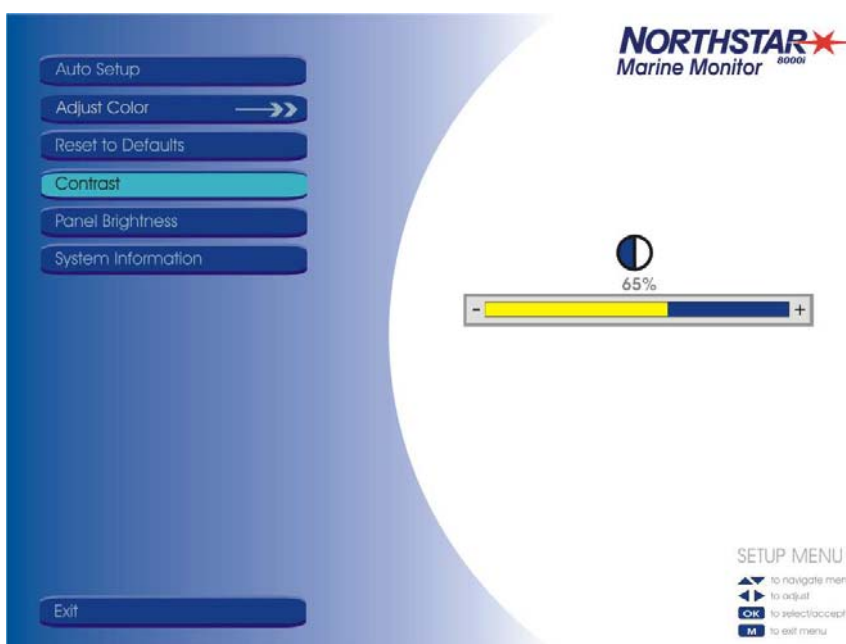 NORTHSTAR
8000i
Marine Monitor
Auto Setup
Adjust Color
Reset to Defaults
Contrast
Panel Brightness
System Information
65%
- +
SETUP MENU
to navigate men
to adjust
OK to select/accept
M to exit menu
Exit